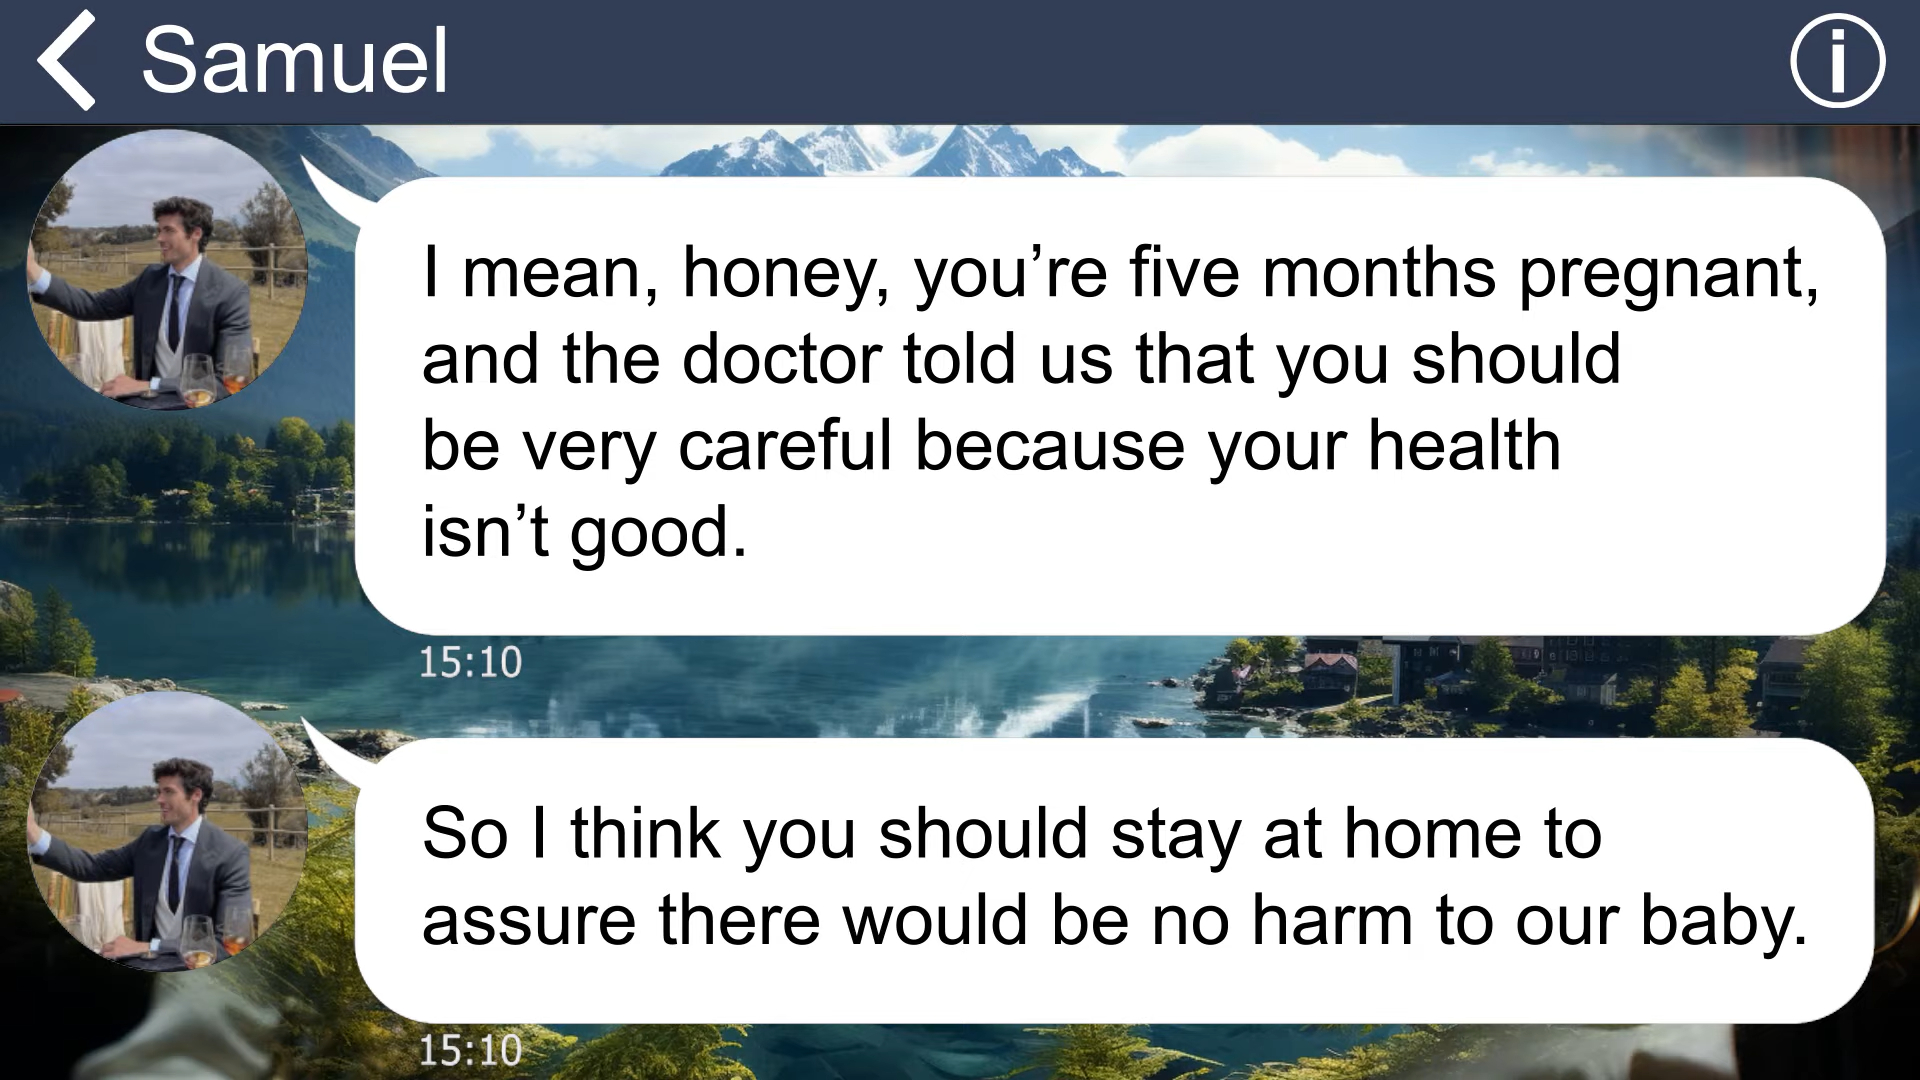 Samuel
I mean, honey, you’re five months pregnant,
and the doctor told us that you should
be very careful because your health
isn’t good.
15:10
So I think you should stay at home to
assure there would be no harm to our baby.
15:10